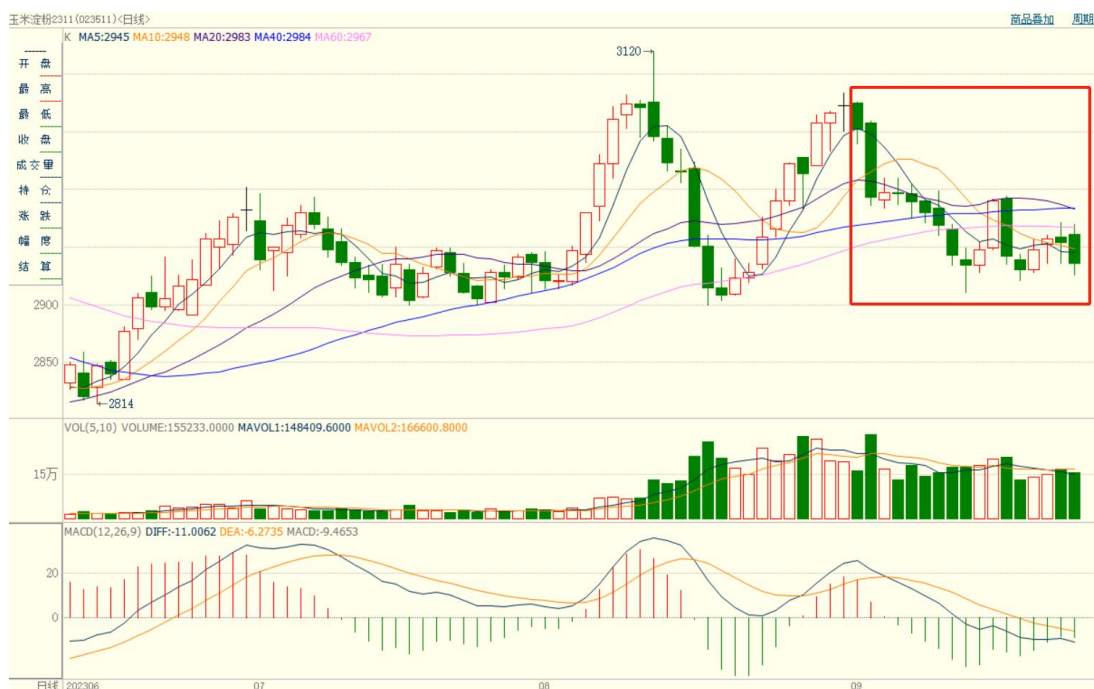 玉米淀粉2311(023511)<日线>
商品叠加 周期
K MA5:2945 MA10:2948 MA20:2983 MA40:2984 MA60:2967
开 盘
最 高
最 低
收 盘
成交量
持 仓
涨 跌
幅 度
结 算
3120
2900
2850
2814
VOL(5,10) VOLUME:155233.0000 MAVOL1:148409.6000 MAVOL2:166600.8000
15万
MACD(12,26,9) DIFF:-11.0062 DEA:-6.2735 MACD:-9.4653
20
0
日线 202306 07 08 09